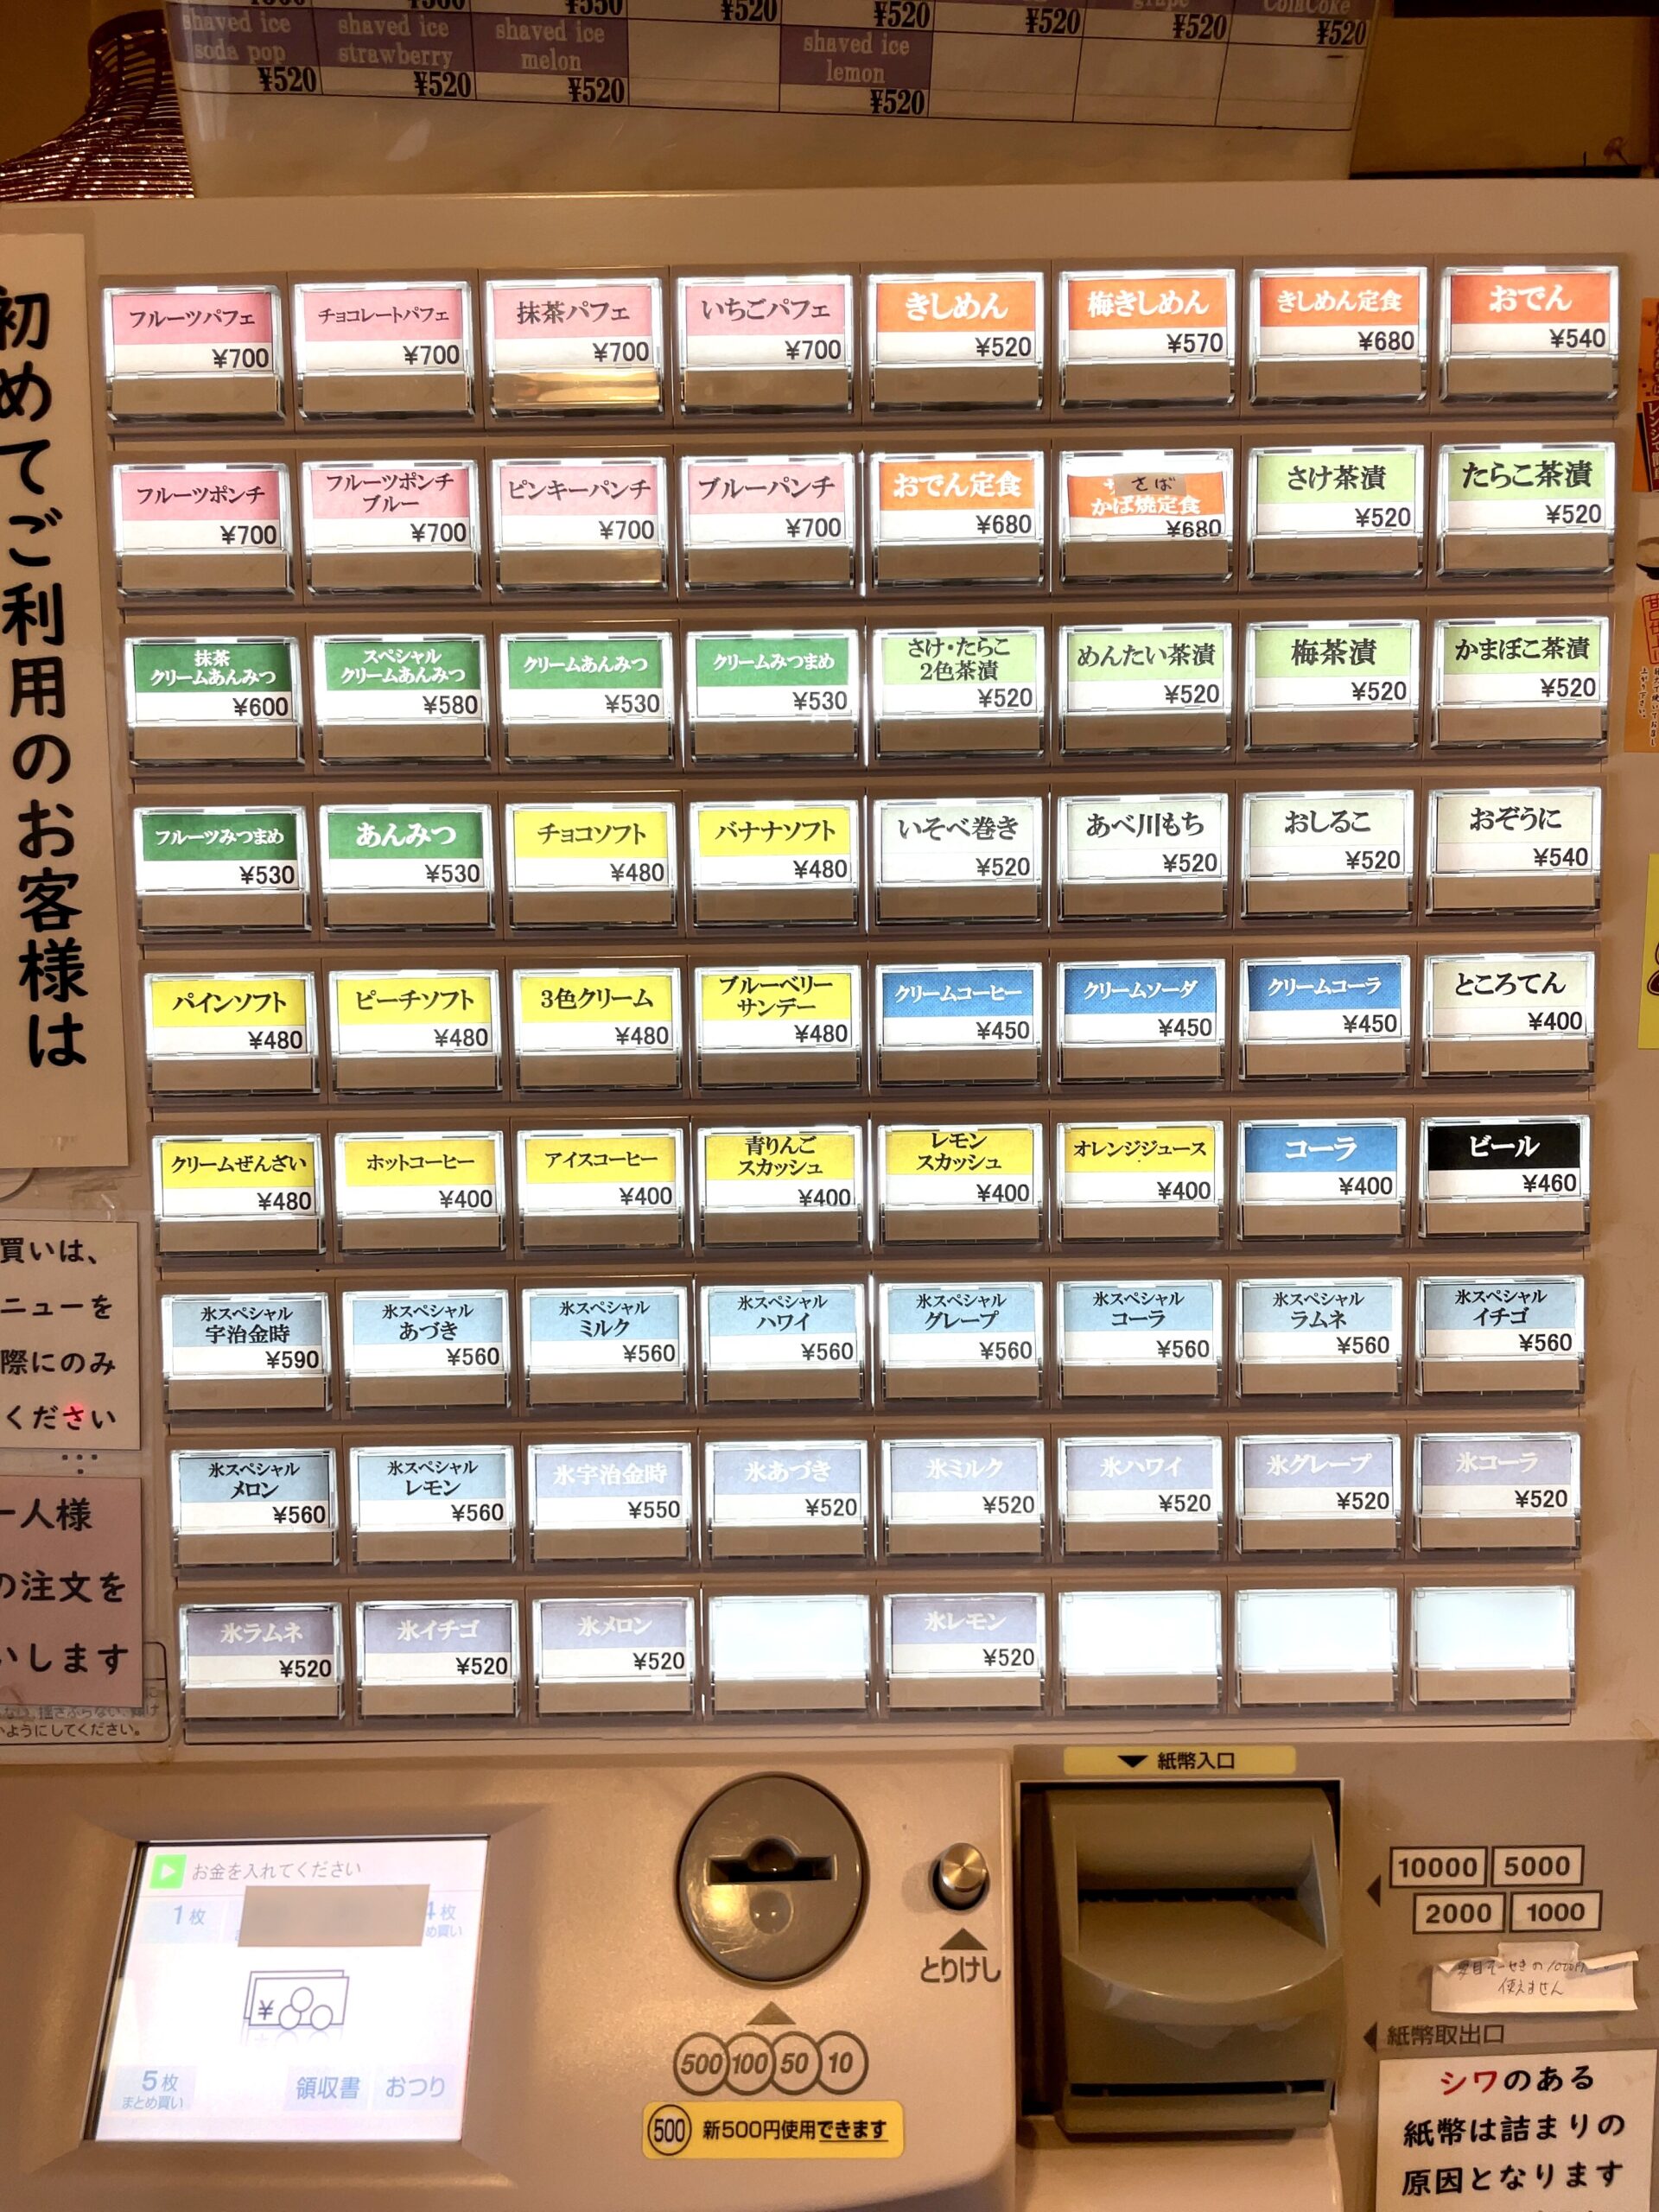 ¥550
¥520
¥520
¥520
grape
¥520
ColaCoke
¥520
shaved ice
soda pop
¥520
shaved ice
strawberry
¥520
shaved ice
melon
¥520
shaved ice
lemon
¥520
初めてご利用のお客様は
フルーツパフェ
¥700
チョコレートパフェ
¥700
抹茶パフェ
¥700
いちごパフェ
¥700
きしめん
¥520
梅きしめん
¥570
きしめん定食
¥680
おでん
¥540
フルーツポンチ
¥700
フルーツポンチ
ブルー
¥700
ピンキーパンチ
¥700
ブルーパンチ
¥700
おでん定食
¥680
さば
かば焼定食
¥680
さけ茶漬
¥520
たらこ茶漬
¥520
抹茶
クリームあんみつ
¥600
スペシャル
クリームあんみつ
¥580
クリームあんみつ
¥530
クリームみつまめ
¥530
さけ・たらこ
2色茶漬
¥520
めんたい茶漬
¥520
梅茶漬
¥520
かまぼこ茶漬
¥520
フルーツみつまめ
¥530
あんみつ
¥530
チョコソフト
¥480
バナナソフト
¥480
いそべ巻き
¥520
あべ川もち
¥520
おしるこ
¥520
おぞうに
¥540
パインソフト
¥480
ピーチソフト
¥480
3色クリーム
¥480
ブルーベリー
サンデー
¥480
クリームコーヒー
¥450
クリームソーダ
¥450
クリームコーラ
¥450
ところてん
¥400
クリームぜんざい
¥480
ホットコーヒー
¥400
アイスコーヒー
¥400
青りんご
スカッシュ
¥400
レモン
スカッシュ
¥400
オレンジジュース
¥400
コーラ
¥400
ビール
¥460
氷スペシャル
宇治金時
¥590
氷スペシャル
あづき
¥560
氷スペシャル
ミルク
¥560
氷スペシャル
ハワイ
¥560
氷スペシャル
グレープ
¥560
氷スペシャル
コーラ
¥560
氷スペシャル
ラムネ
¥560
氷スペシャル
イチゴ
¥560
氷スペシャル
メロン
¥560
氷スペシャル
レモン
¥560
氷宇治金時
¥550
氷あづき
¥520
氷ミルク
¥520
氷ハワイ
¥520
氷グレープ
¥520
氷コーラ
¥520
氷ラムネ
¥520
氷イチゴ
¥520
氷メロン
¥520
氷レモン
¥520
買いは、
ニューを
際にのみ
ください
一人様
の注文を
いします
いようにしてください。
お金を入れてください
1枚
4枚
め買い
¥
5枚
まとめ買い
領収書
おつり
とりけし
500 100 50 10
500 新500円使用できます
紙幣入口
10000 5000
2000 1000
使えません
紙幣取出口
シワのある
紙幣は詰まりの
原因となります